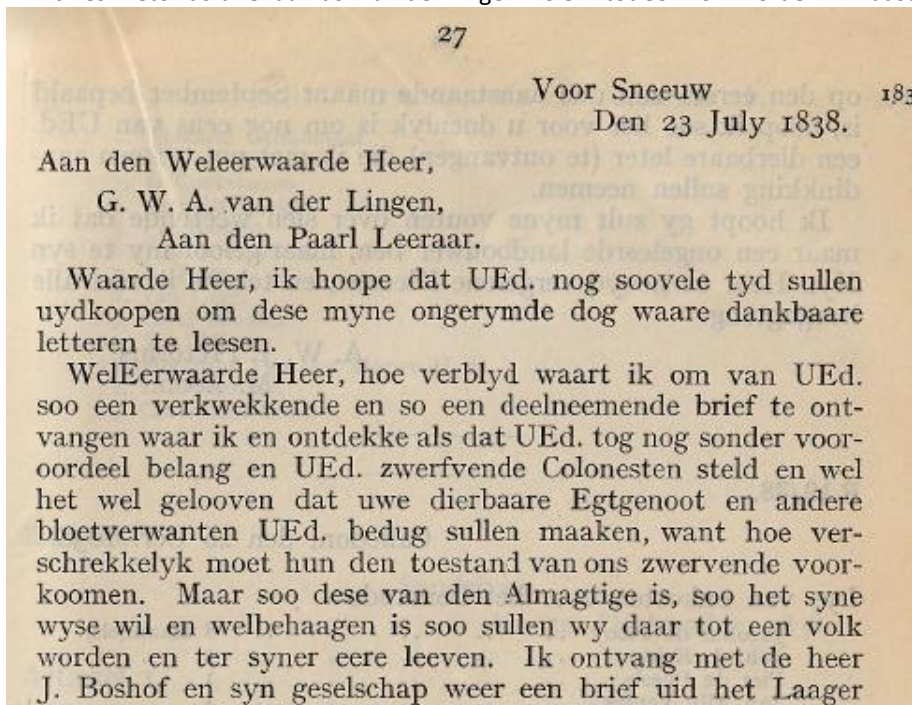 27
Voor Sneeuw 183
Den 23 July 1838.
Aan den Weleerwaarde Heer,
G. W. A. van der Lingen,
Aan den Paarl Leeraar.
Waarde Heer, ik hoope dat UEd. nog soovele tyd sullen
uydkoopen om dese myne ongerymde dog waare dankbaare
letteren te leesen.
WelEerwaarde Heer, hoe verblyd waart ik om van UEd.
soo een verkwekkende en so een deelneemende brief te ont-
vangen waar ik en ontdekke als dat UEd. tog nog sonder voor-
oordeel belang en UEd. zwerfvende Colonesten steld en wel
het wel gelooven dat uwe dierbaare Egtgenoot en andere
bloetverwanten UEd. bedug sullen maaken, want hoe ver-
schrekkelyk moet hun den toestand van ons zwervende voor-
koomen. Maar soo dese van den Almagtige is, soo het syne
wyse wil en welbehaagen is soo sullen wy daar tot een volk
worden en ter syner eere leeven. Ik ontvang met de heer
J. Boshof en syn geselschap weer een brief uid het Laager